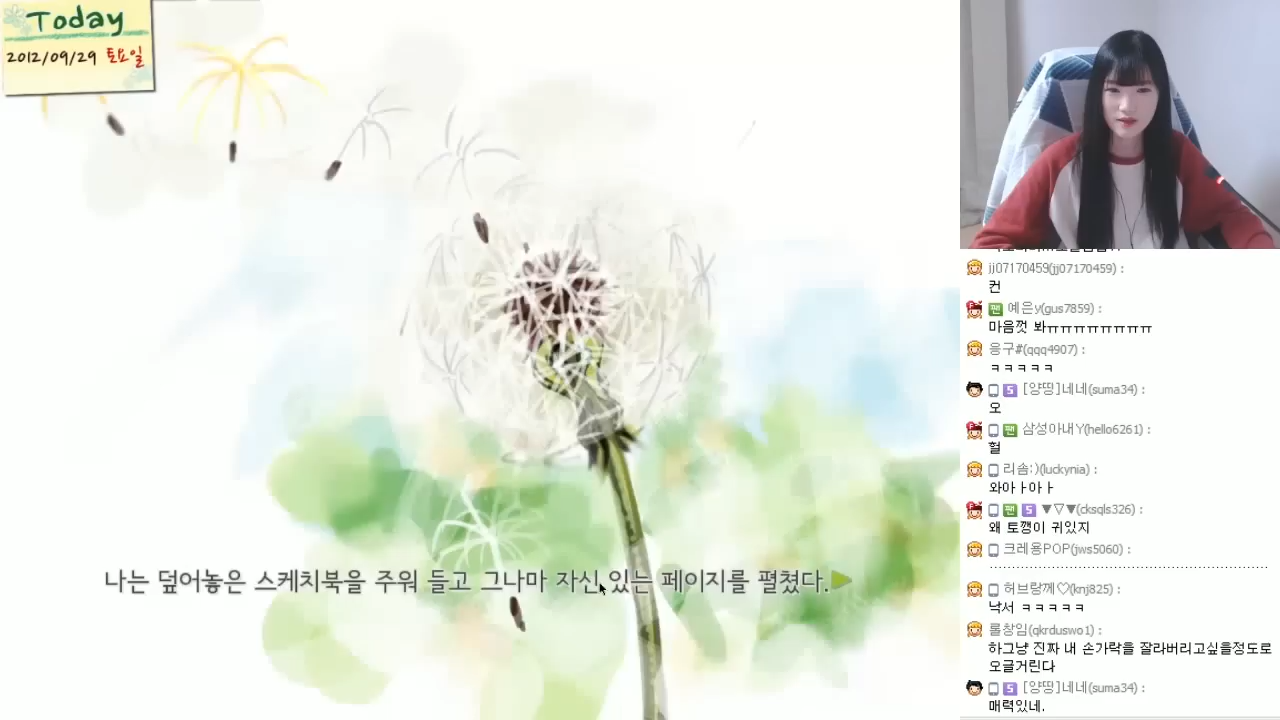 Today
2012/09/29 토요일
나는 덮어놓은 스케치북을 주워 들고 그나마 자신 있는 페이지를 펼쳤다.
jj07170459(jj07170459) :
컨
팬 예은y(gus7859) :
마음껏 봐ㅠㅠㅠㅠㅠㅠㅠㅠ
응구#(qqq4907) :
ㅋㅋㅋㅋㅋ
S [양띵]네네(suma34) :
오
팬 삼성아내Y(hello6261) :
헐
리솜:)(luckynia) :
와아ㅏ아ㅏ
팬 S ▼▽▼(cksqls326) :
왜 토깽이 귀있지
크레용POP(jws5060) :
허브랑께♡(knj825) :
낙서 ㅋㅋㅋㅋㅋ
롤창임(qkrduswo1) :
하그냥 진짜 내 손가락을 잘라버리고싶을정도로
오글거린다
S [양띵]네네(suma34) :
매력있네.